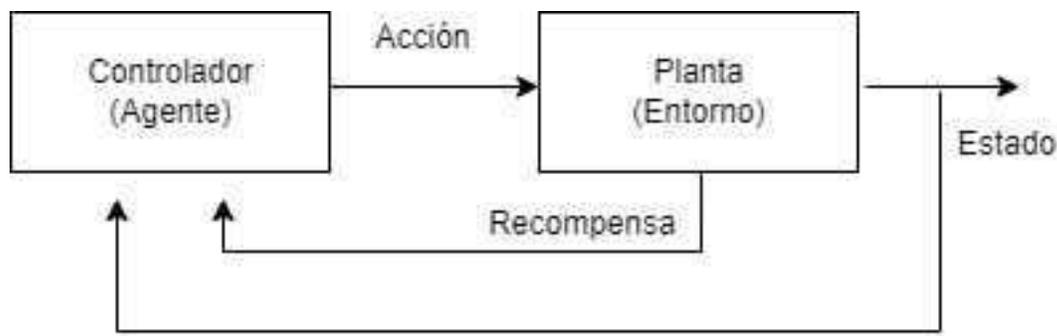 Acción
Controlador
(Agente)
Planta
(Entorno)
Estado
Recompensa